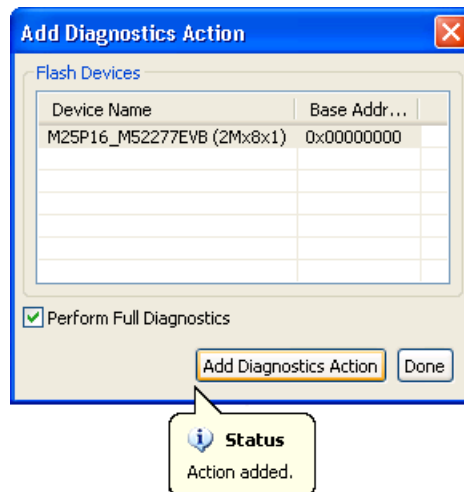 Add Diagnostics Action
Flash Devices
Device Name Base Addr...
M25P16_M52277EVB (2Mx8x1) 0x00000000
Perform Full Diagnostics
Add Diagnostics Action Done
Status
Action added.